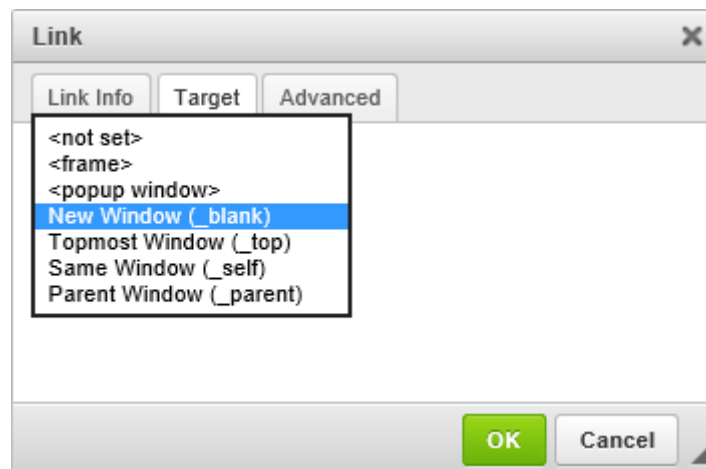 Link
Link Info Target Advanced
<not set>
<frame>
<popup window>
New Window (_blank)
Topmost Window (_top)
Same Window (_self)
Parent Window (_parent)
OK Cancel